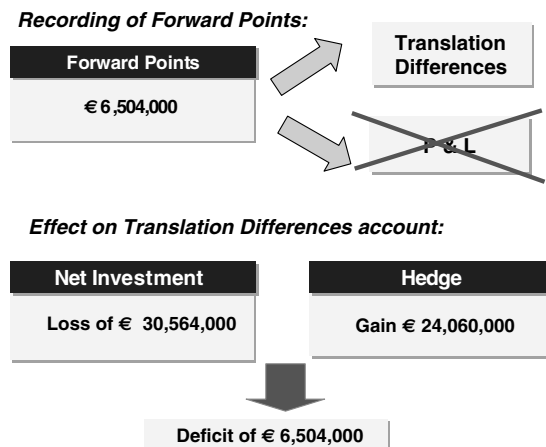 Recording of Forward Points:
Forward Points
€ 6,504,000
Translation
Differences
P & L
Effect on Translation Differences account:
Net Investment
Loss of € 30,564,000
Hedge
Gain € 24,060,000
Deficit of € 6,504,000